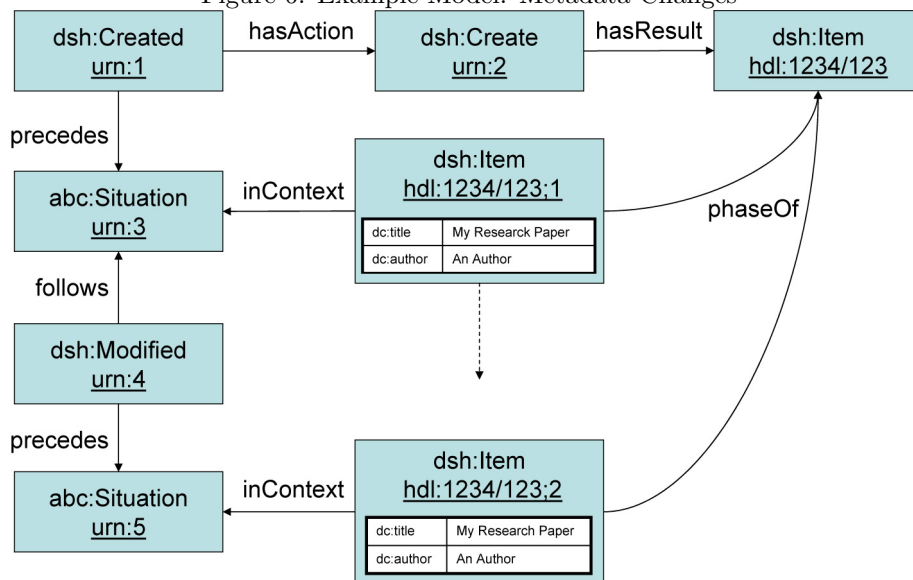 Figure 6: Example Model: Metadata Changes
dsh:Created
urn:1
hasAction
dsh:Create
urn:2
hasResult
dsh:Item
hdl:1234/123
precedes
abc:Situation
urn:3
inContext
dsh:Item
hdl:1234/123;1
dc:title My Researck Paper
dc:author An Author
phaseOf
follows
dsh:Modified
urn:4
precedes
abc:Situation
urn:5
inContext
dsh:Item
hdl:1234/123;2
dc:title My Research Paper
dc:author An Author